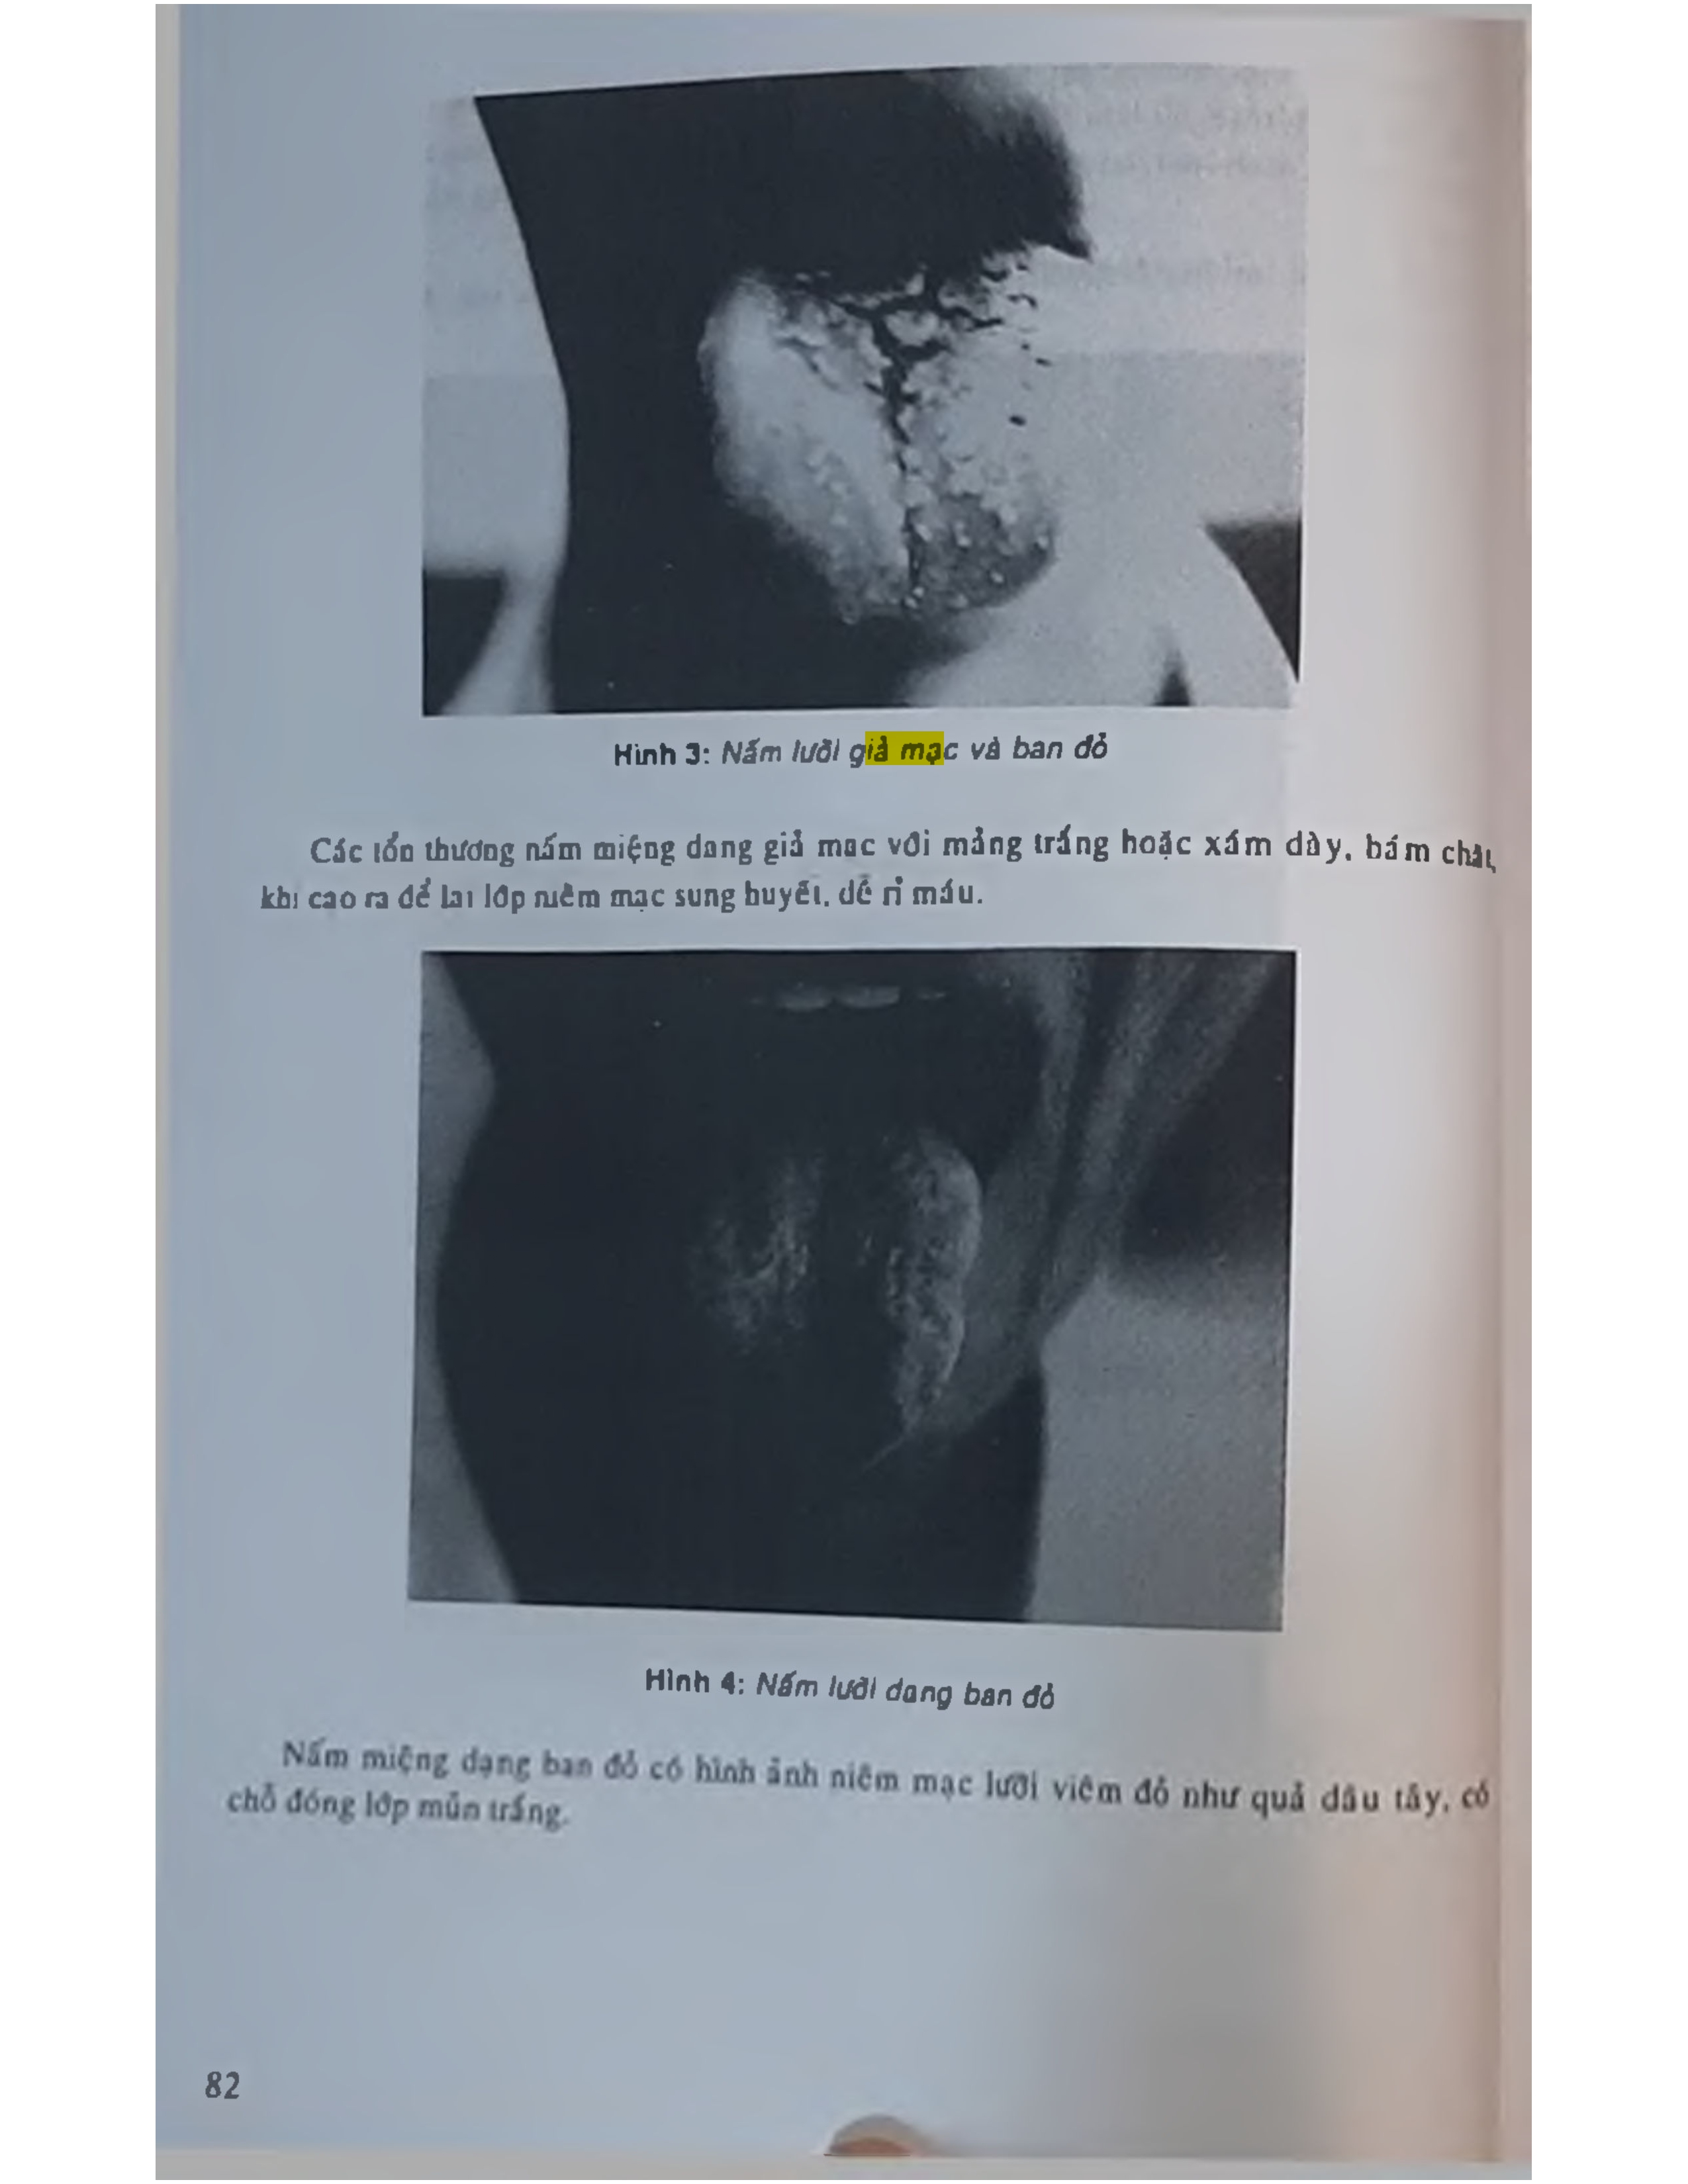 Hình 3: Nấm lưỡi giả mạc và ban đỏ
Các tổn thương nấm miệng dạng giả mạc với mảng trắng hoặc xám dày, bám chặt,
khi cạo ra để lại lớp niêm mạc sung huyết, dễ rỉ máu.
Hình 4: Nấm lưỡi dạng ban đỏ
Nấm miệng dạng ban đỏ có hình ảnh niêm mạc lưỡi viêm đỏ như quả dâu tây, có
chỗ đóng lớp mủn trắng.
82